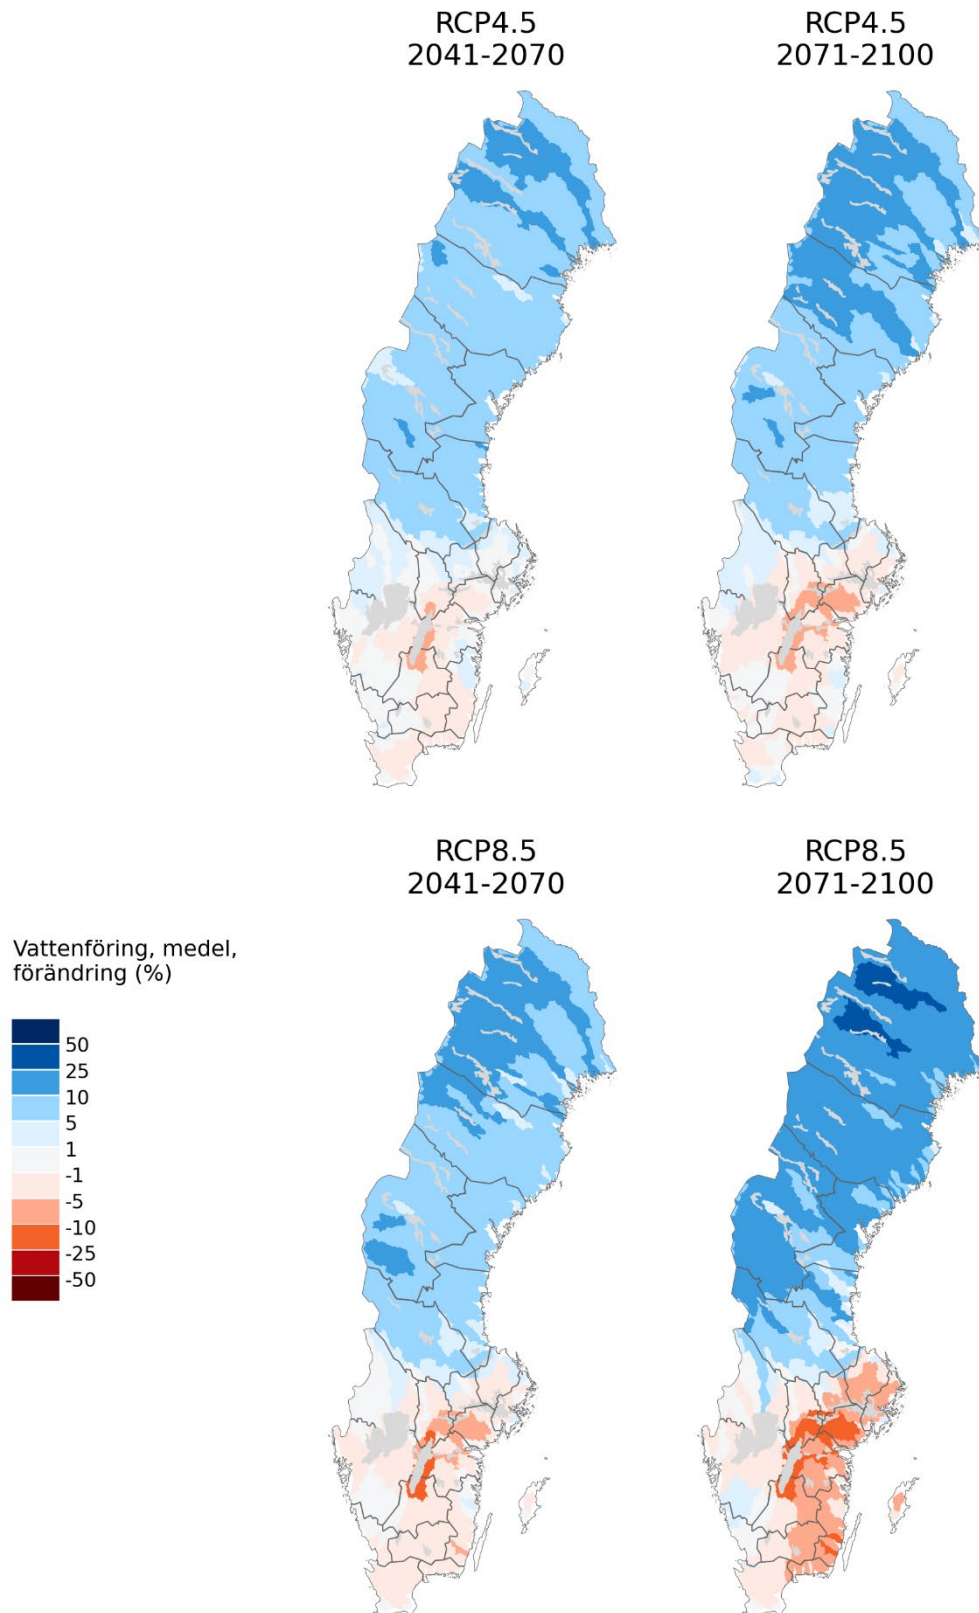 RCP4.5
2041-2070
RCP4.5
2071-2100
RCP8.5
2041-2070
RCP8.5
2071-2100
Vattenföring, medel,
förändring (%)
50
25
10
5
1
-1
-5
-10
-25
-50